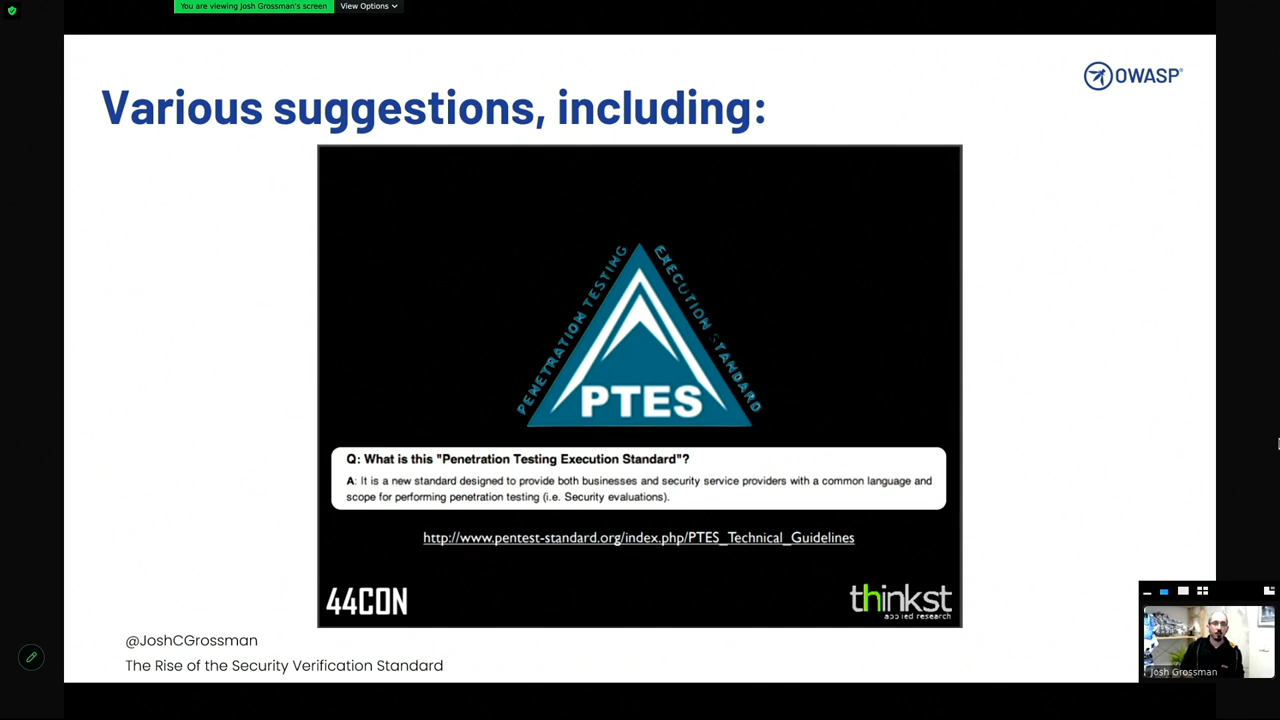 You are viewing Josh Grossman's screen
View Options
OWASP®
Various suggestions, including:
PENETRATION TESTING
EXECUTION STANDARD
PTES
Q: What is this "Penetration Testing Execution Standard"?
A: It is a new standard designed to provide both businesses and security service providers with a common language and
scope for performing penetration testing (i.e. Security evaluations).
http://www.pentest-standard.org/index.php/PTES_Technical_Guidelines
44CON
thinkst
applied research
@JoshCGrossman
The Rise of the Security Verification Standard
Josh Grossman